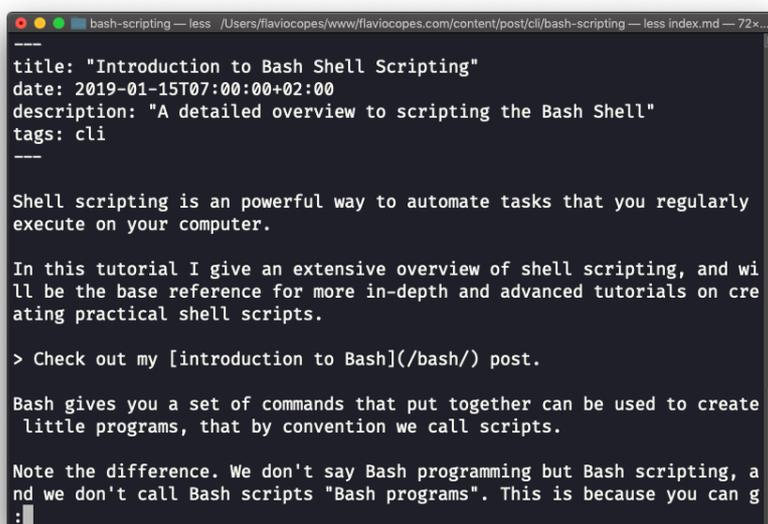 bash-scripting — less /Users/flaviocopes/www/flaviocopes.com/content/post/cli/bash-scripting — less index.md — 72×...
---
title: "Introduction to Bash Shell Scripting"
date: 2019-01-15T07:00:00+02:00
description: "A detailed overview to scripting the Bash Shell"
tags: cli
---
Shell scripting is an powerful way to automate tasks that you regularly
execute on your computer.
In this tutorial I give an extensive overview of shell scripting, and wi
ll be the base reference for more in-depth and advanced tutorials on cre
ating practical shell scripts.
> Check out my [introduction to Bash](/bash/) post.
Bash gives you a set of commands that put together can be used to create
 little programs, that by convention we call scripts.
Note the difference. We don't say Bash programming but Bash scripting, a
nd we don't call Bash scripts "Bash programs". This is because you can g
: